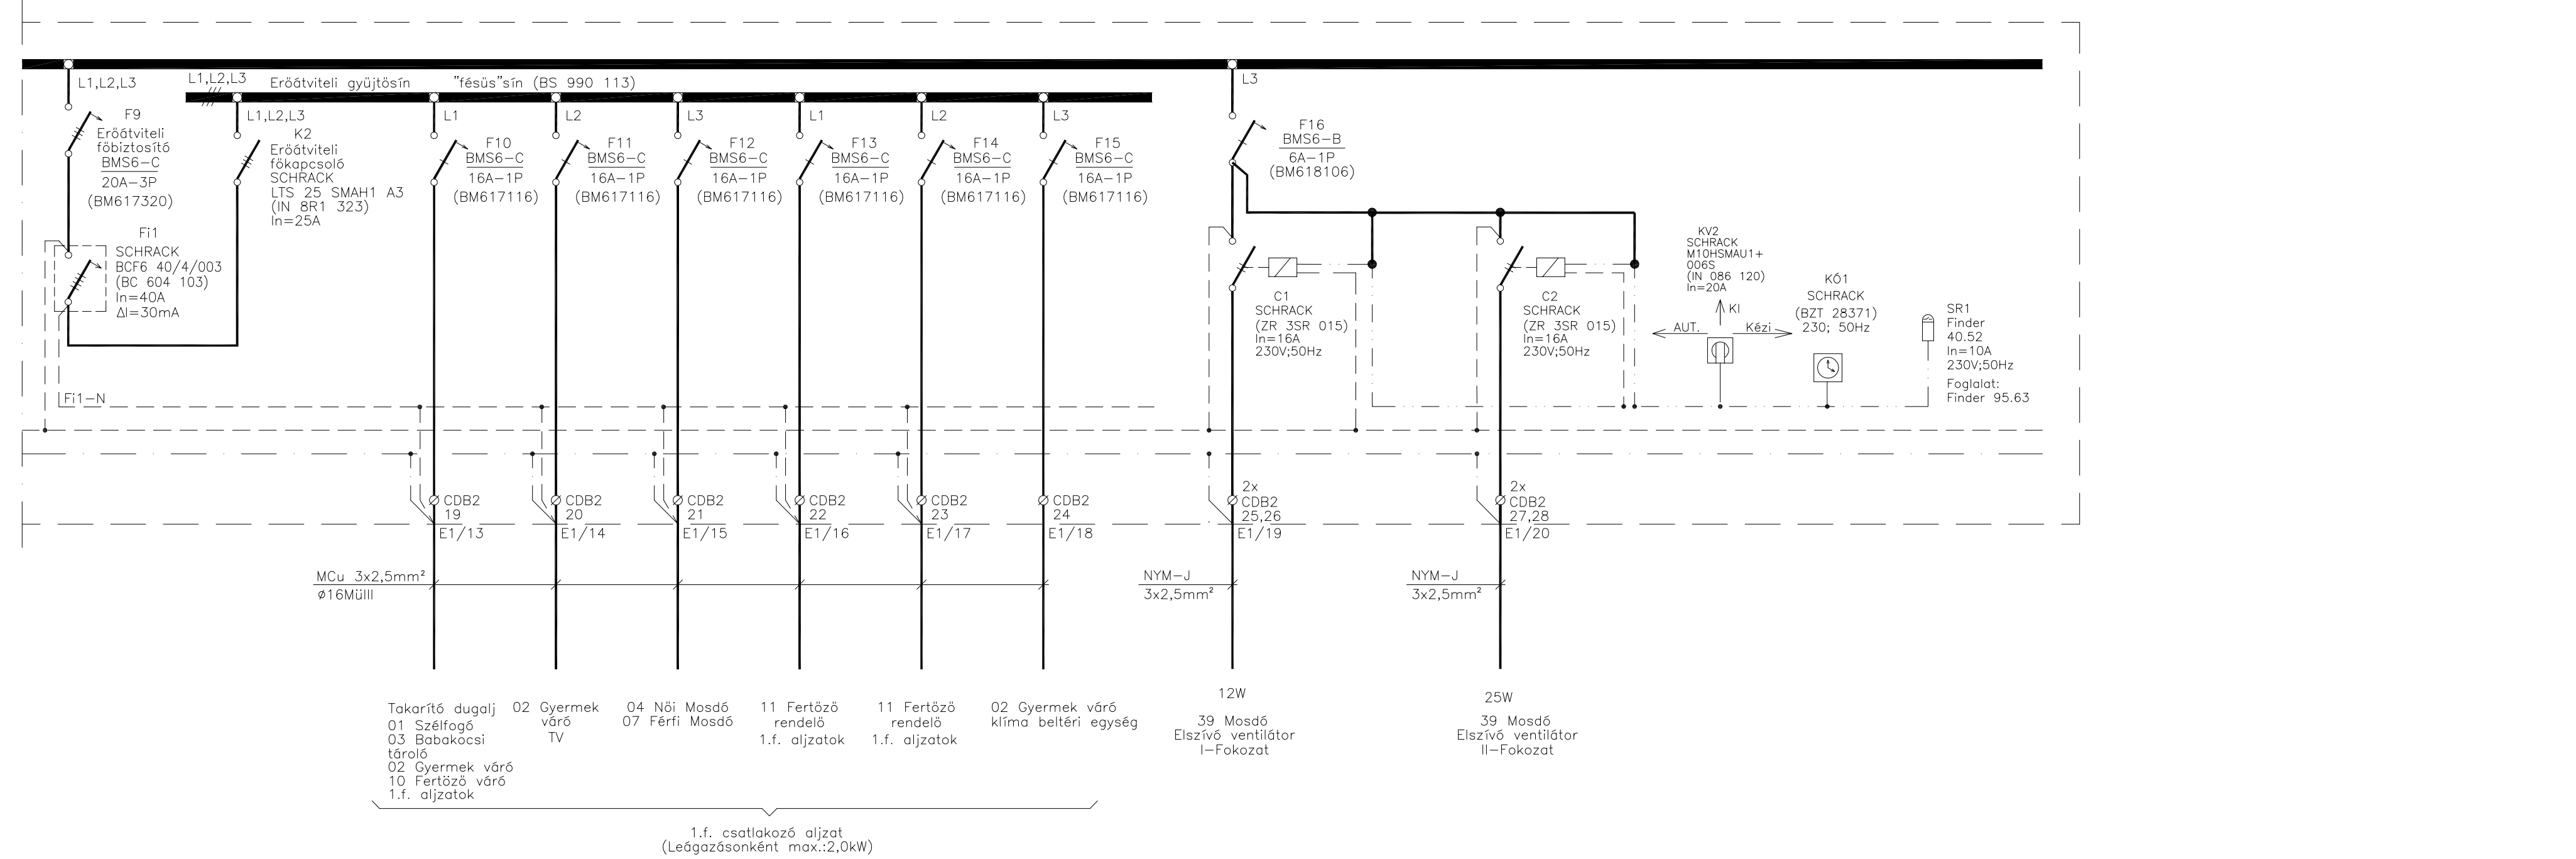 L1,L2,L3
F9
Erőátviteli
főbiztosító
BMS6-C
20A-3P
(BM617320)
Fi1
SCHRACK
BCF6 40/4/003
(BC 604 103)
In=40A
ΔI=30mA
Fi1-N
L1,L2,L3
Erőátviteli gyűjtősín
"fésűs"sín (BS 990 113)
L1,L2,L3
K2
Erőátviteli
főkapcsoló
SCHRACK
LTS 25 SMAH1 A3
(IN 8R1 323)
In=25A
L1
F10
BMS6-C
16A-1P
(BM617116)
L2
F11
BMS6-C
16A-1P
(BM617116)
L3
F12
BMS6-C
16A-1P
(BM617116)
L1
F13
BMS6-C
16A-1P
(BM617116)
L2
F14
BMS6-C
16A-1P
(BM617116)
L3
F15
BMS6-C
16A-1P
(BM617116)
L3
F16
BMS6-B
6A-1P
(BM618106)
C1
SCHRACK
(ZR 3SR 015)
In=16A
230V;50Hz
C2
SCHRACK
(ZR 3SR 015)
In=16A
230V;50Hz
KV2
SCHRACK
M10HSMAU1+
006S
(IN 086 120)
In=20A
KI
AUT.
Kézi
KÓ1
SCHRACK
(BZT 28371)
230; 50Hz
SR1
Finder
40.52
In=10A
230V;50Hz
Foglalat:
Finder 95.63
CDB2
19
E1/13
CDB2
20
E1/14
CDB2
21
E1/15
CDB2
22
E1/16
CDB2
23
E1/17
CDB2
24
E1/18
2x
CDB2
25,26
E1/19
2x
CDB2
27,28
E1/20
MCu 3x2,5mm²
ø16MüIII
NYM-J
3x2,5mm²
NYM-J
3x2,5mm²
Takarító dugalj
01 Szélfogó
03 Babakocsi
tároló
02 Gyermek váró
10 Fertőző váró
1.f. aljzatok
02 Gyermek
váró
TV
04 Női Mosdó
07 Férfi Mosdó
11 Fertőző
rendelő
1.f. aljzatok
11 Fertőző
rendelő
1.f. aljzatok
02 Gyermek váró
klíma beltéri egység
12W
39 Mosdó
Elszívó ventilátor
I-Fokozat
25W
39 Mosdó
Elszívó ventilátor
II-Fokozat
1.f. csatlakozó aljzat
(Leágazásonként max.:2,0kW)